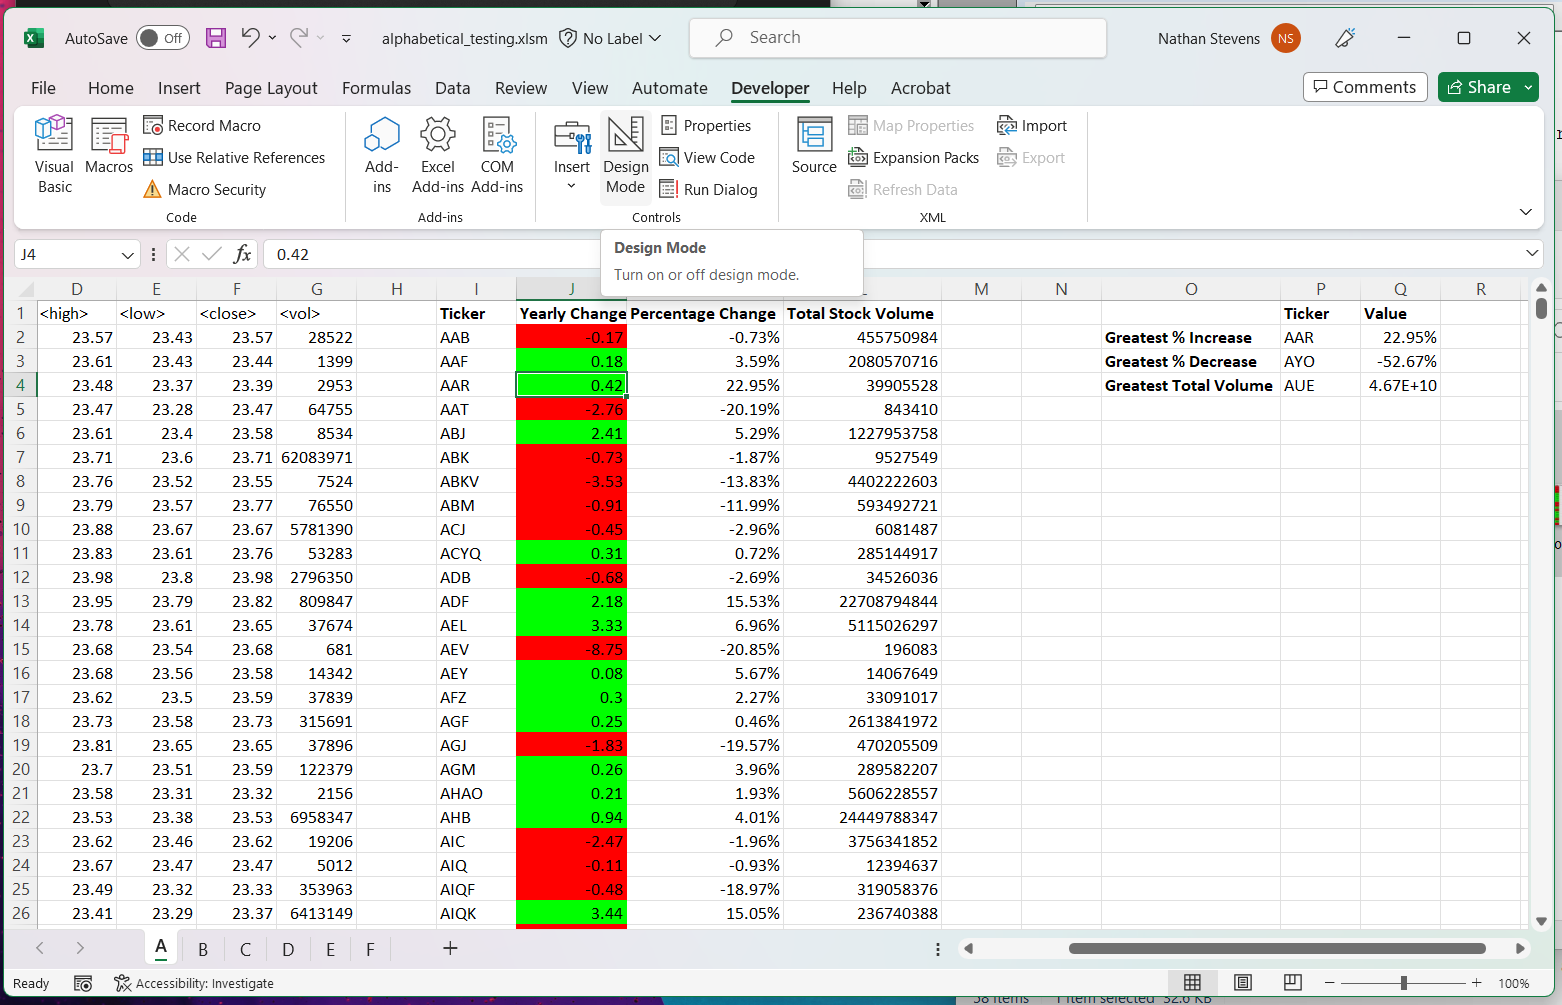 AutoSave Off alphabetical_testing.xlsm No Label Search Nathan Stevens NS
File Home Insert Page Layout Formulas Data Review View Automate Developer Help Acrobat Comments Share
Visual Basic
Macros
Record Macro
Use Relative References
Macro Security
Code
Add-ins
Excel Add-ins
COM Add-ins
Add-ins
Insert
Design Mode
Properties
View Code
Run Dialog
Controls
Source
Map Properties
Expansion Packs
Refresh Data
Import
Export
XML
J4 fx 0.42
Design Mode
Turn on or off design mode.
D E F G H I J M N O P Q R
1 <high> <low> <close> <vol> Ticker Yearly Change Percentage Change Total Stock Volume Ticker Value
2 23.57 23.43 23.57 28522 AAB -0.17 -0.73% 455750984 Greatest % Increase AAR 22.95%
3 23.61 23.43 23.44 1399 AAF 0.18 3.59% 2080570716 Greatest % Decrease AYO -52.67%
4 23.48 23.37 23.39 2953 AAR 0.42 22.95% 39905528 Greatest Total Volume AUE 4.67E+10
5 23.47 23.28 23.47 64755 AAT -2.76 -20.19% 843410
6 23.61 23.4 23.58 8534 ABJ 2.41 5.29% 1227953758
7 23.71 23.6 23.71 62083971 ABK -0.73 -1.87% 9527549
8 23.76 23.52 23.55 7524 ABKV -3.53 -13.83% 4402222603
9 23.79 23.57 23.77 76550 ABM -0.91 -11.99% 593492721
10 23.88 23.67 23.67 5781390 ACJ -0.45 -2.96% 6081487
11 23.83 23.61 23.76 53283 ACYQ 0.31 0.72% 285144917
12 23.98 23.8 23.98 2796350 ADB -0.68 -2.69% 34526036
13 23.95 23.79 23.82 809847 ADF 2.18 15.53% 22708794844
14 23.78 23.61 23.65 37674 AEL 3.33 6.96% 5115026297
15 23.68 23.54 23.68 681 AEV -8.75 -20.85% 196083
16 23.68 23.56 23.58 14342 AEY 0.08 5.67% 14067649
17 23.62 23.5 23.59 37839 AFZ 0.3 2.27% 33091017
18 23.73 23.58 23.73 315691 AGF 0.25 0.46% 2613841972
19 23.81 23.65 23.65 37896 AGJ -1.83 -19.57% 470205509
20 23.7 23.51 23.59 122379 AGM 0.26 3.96% 289582207
21 23.58 23.31 23.32 2156 AHAO 0.21 1.93% 5606228557
22 23.53 23.38 23.53 6958347 AHB 0.94 4.01% 24449788347
23 23.62 23.46 23.62 19206 AIC -2.47 -1.96% 3756341852
24 23.67 23.47 23.47 5012 AIQ -0.11 -0.93% 12394637
25 23.49 23.32 23.33 353963 AIQF -0.48 -18.97% 319058376
26 23.41 23.29 23.37 6413149 AIQK 3.44 15.05% 236740388
A B C D E F
Ready Accessibility: Investigate 100%